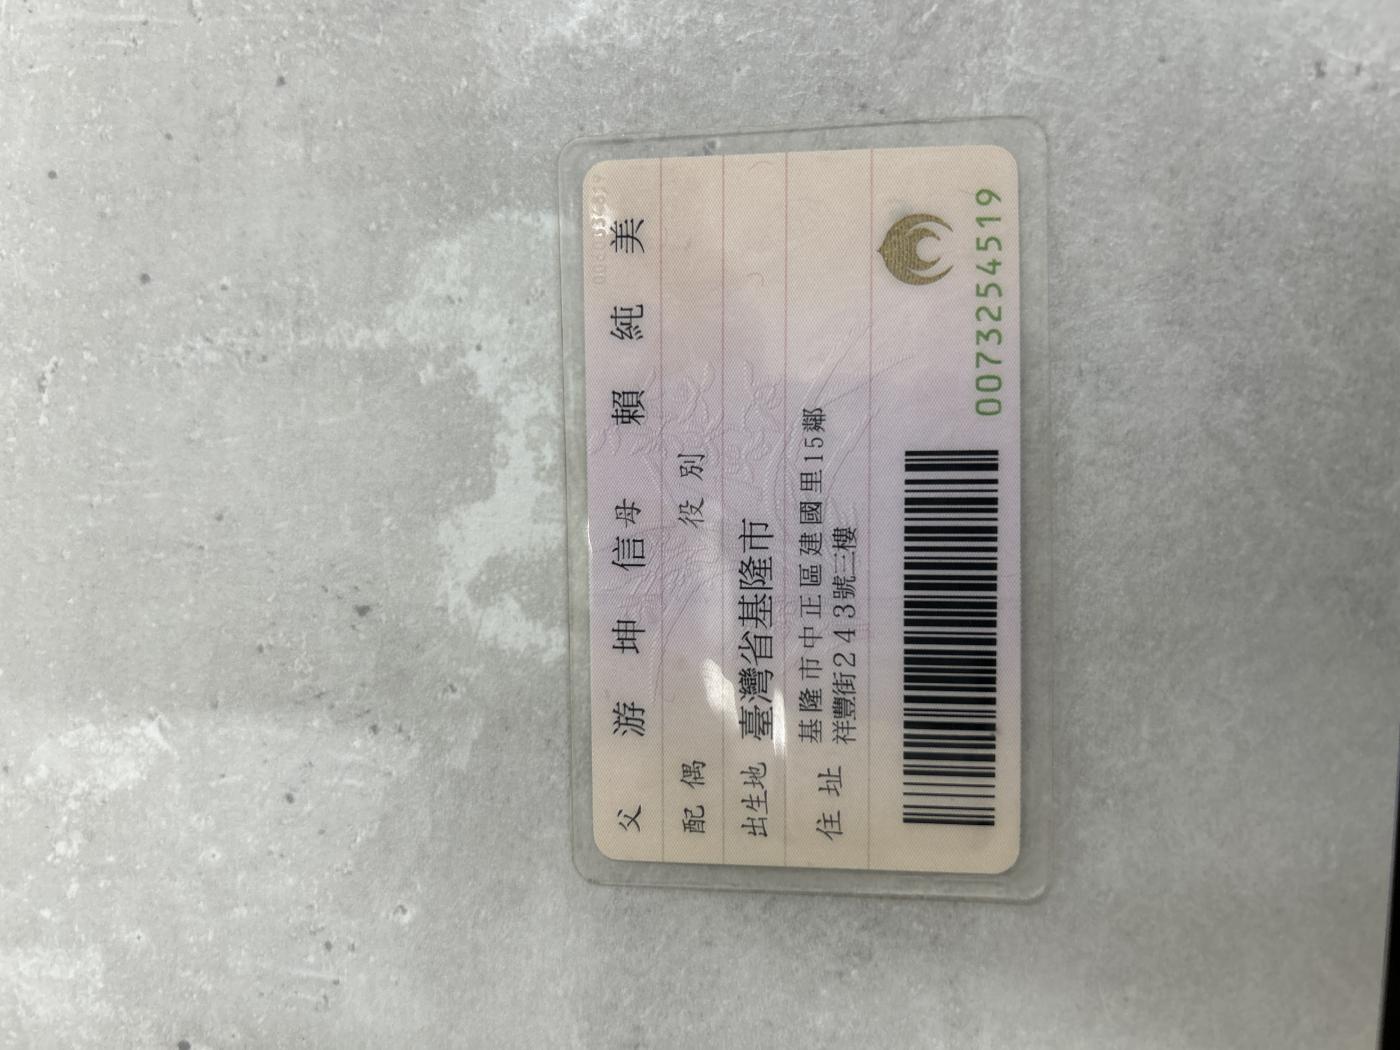 父 游坤信 母 賴純美
配偶 役別
出生地 臺灣省基隆市
住址 基隆市中正區建國里15鄰
祥豐街243號三樓
0073254519